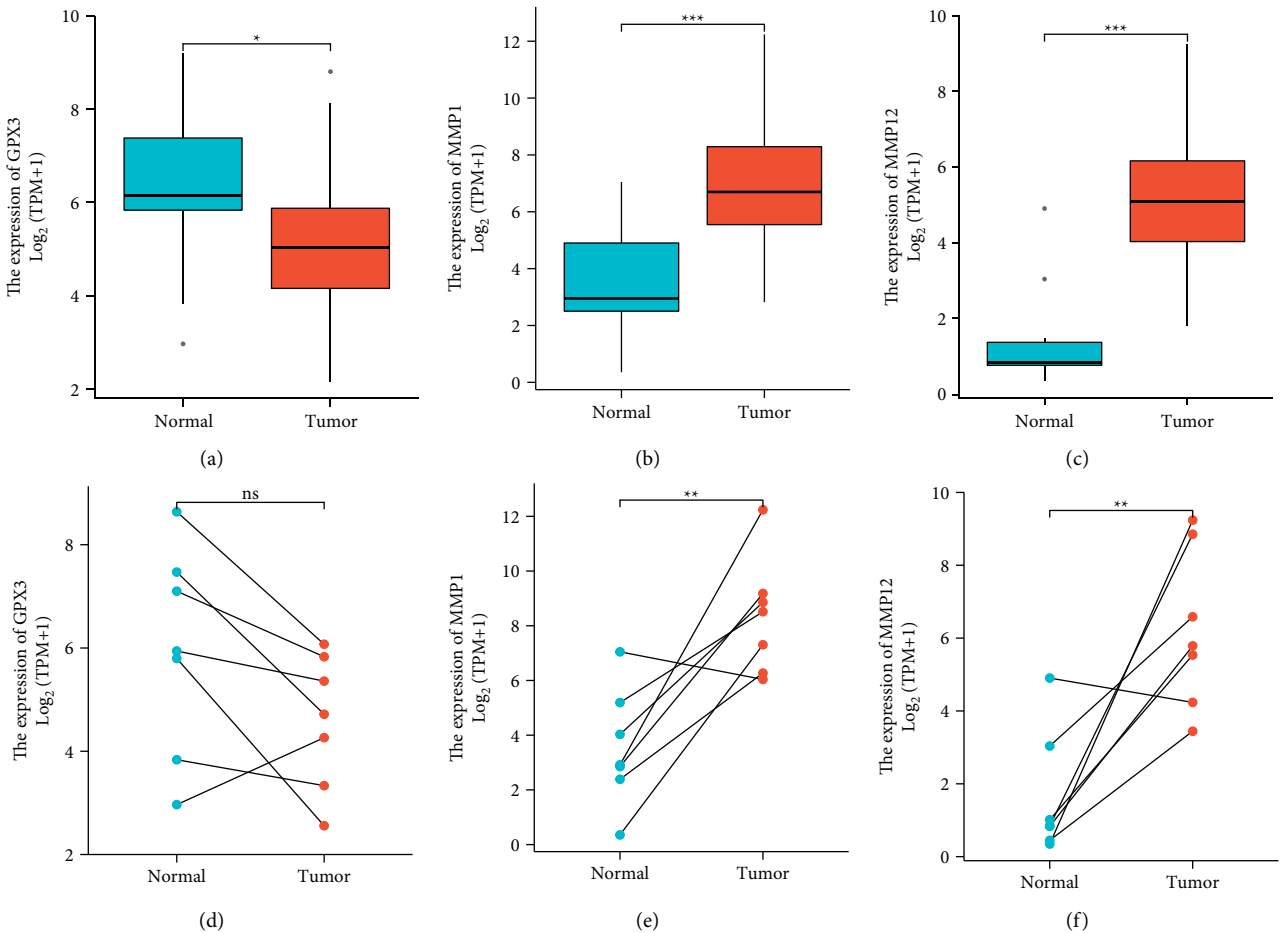 The expression of GPX3
Log₂ (TPM+1)
10
8
6
4
2
*
Normal
Tumor
(a)
The expression of MMP1
Log₂ (TPM+1)
12
10
8
6
4
2
0
***
Normal
Tumor
(b)
The expression of MMP12
Log₂ (TPM+1)
10
8
6
4
2
0
***
Normal
Tumor
(c)
The expression of GPX3
Log₂ (TPM+1)
8
6
4
2
ns
Normal
Tumor
(d)
The expression of MMP1
Log₂ (TPM+1)
12
10
8
6
4
2
0
**
Normal
Tumor
(e)
The expression of MMP12
Log₂ (TPM+1)
10
8
6
4
2
0
**
Normal
Tumor
(f)